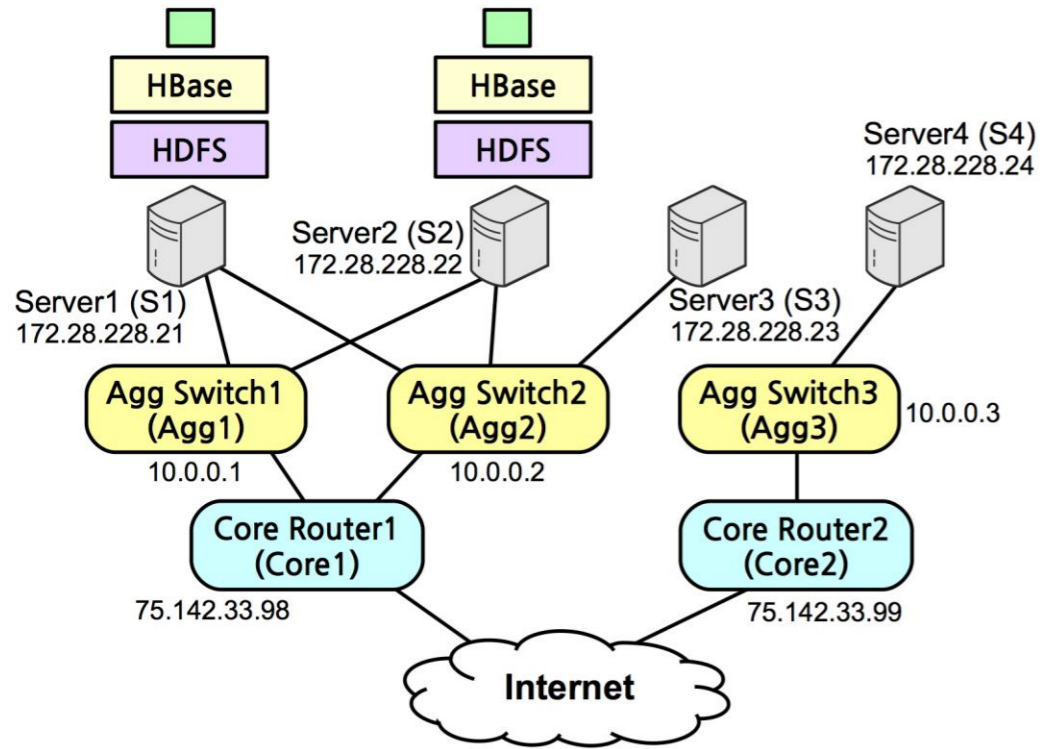 HBase
HBase
HDFS
HDFS
Server4 (S4)
172.28.228.24
Server2 (S2)
172.28.228.22
Server1 (S1)
172.28.228.21
Server3 (S3)
172.28.228.23
Agg Switch1
(Agg1)
Agg Switch2
(Agg2)
Agg Switch3
(Agg3)
10.0.0.3
10.0.0.1
10.0.0.2
Core Router1
(Core1)
Core Router2
(Core2)
75.142.33.98
75.142.33.99
Internet